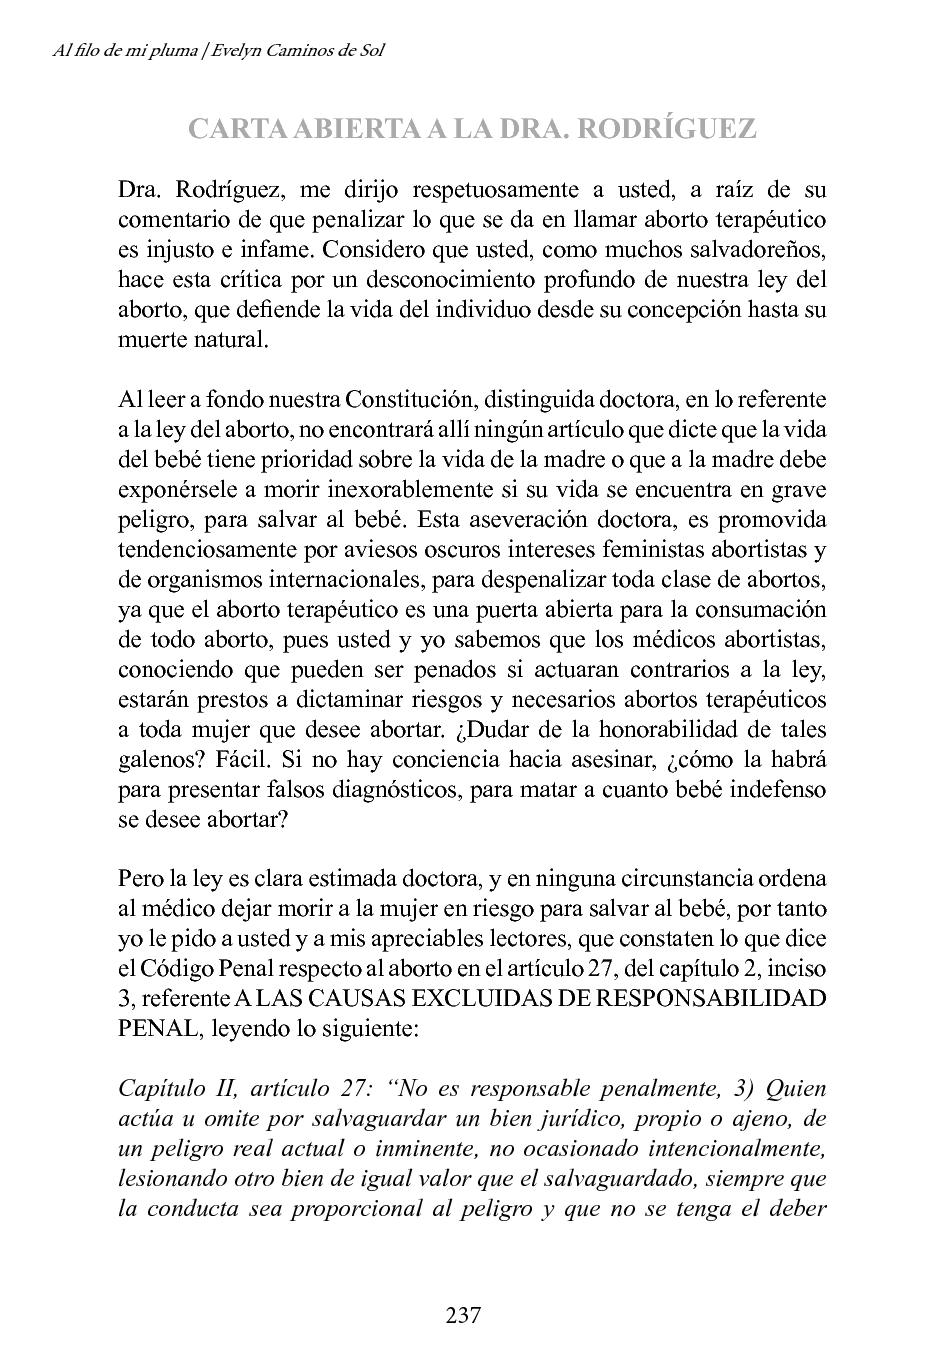 Al filo de mi pluma | Evelyn Caminos de Sol
CARTA ABIERTA A LA DRA. RODRÍGUEZ
Dra. Rodríguez, me dirijo respetuosamente a usted, a raíz de su
comentario de que penalizar lo que se da en llamar aborto terapéutico
es injusto e infame. Considero que usted, como muchos salvadoreños,
hace esta crítica por un desconocimiento profundo de nuestra ley del
aborto, que defiende la vida del individuo desde su concepción hasta su
muerte natural.
Al leer a fondo nuestra Constitución, distinguida doctora, en lo referente
a la ley del aborto, no encontrará allí ningún artículo que dicte que la vida
del bebé tiene prioridad sobre la vida de la madre o que a la madre debe
exponérsele a morir inexorablemente si su vida se encuentra en grave
peligro, para salvar al bebé. Esta aseveración doctora, es promovida
tendenciosamente por aviesos oscuros intereses feministas abortistas y
de organismos internacionales, para despenalizar toda clase de abortos,
ya que el aborto terapéutico es una puerta abierta para la consumación
de todo aborto, pues usted y yo sabemos que los médicos abortistas,
conociendo que pueden ser penados si actuaran contrarios a la ley,
estarán prestos a dictaminar riesgos y necesarios abortos terapéuticos
a toda mujer que desee abortar. ¿Dudar de la honorabilidad de tales
galenos? Fácil. Si no hay conciencia hacia asesinar, ¿cómo la habrá
para presentar falsos diagnósticos, para matar a cuanto bebé indefenso
se desee abortar?
Pero la ley es clara estimada doctora, y en ninguna circunstancia ordena
al médico dejar morir a la mujer en riesgo para salvar al bebé, por tanto
yo le pido a usted y a mis apreciables lectores, que constaten lo que dice
el Código Penal respecto al aborto en el artículo 27, del capítulo 2, inciso
3, referente A LAS CAUSAS EXCLUIDAS DE RESPONSABILIDAD
PENAL, leyendo lo siguiente:
Capítulo II, artículo 27: “No es responsable penalmente, 3) Quien
actúa u omite por salvaguardar un bien jurídico, propio o ajeno, de
un peligro real actual o inminente, no ocasionado intencionalmente,
lesionando otro bien de igual valor que el salvaguardado, siempre que
la conducta sea proporcional al peligro y que no se tenga el deber
237